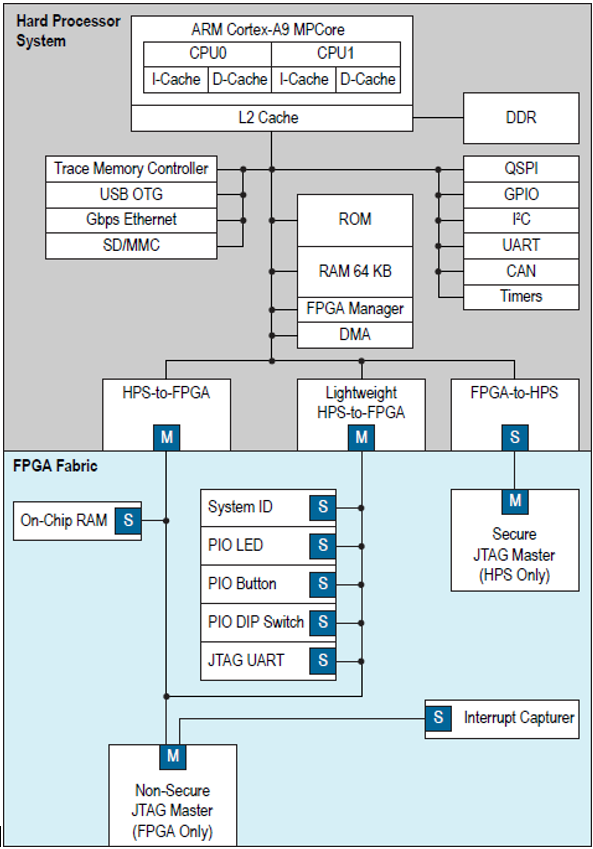 Hard Processor
System
ARM Cortex-A9 MPCore
CPU0
CPU1
I-Cache
D-Cache
I-Cache
D-Cache
L2 Cache
DDR
Trace Memory Controller
USB OTG
Gbps Ethernet
SD/MMC
ROM
RAM 64 KB
FPGA Manager
DMA
QSPI
GPIO
I²C
UART
CAN
Timers
HPS-to-FPGA
M
Lightweight
HPS-to-FPGA
M
FPGA-to-HPS
S
FPGA Fabric
On-Chip RAM
S
System ID
S
PIO LED
S
PIO Button
S
PIO DIP Switch
S
JTAG UART
S
M
Secure
JTAG Master
(HPS Only)
S
Interrupt Capturer
M
Non-Secure
JTAG Master
(FPGA Only)